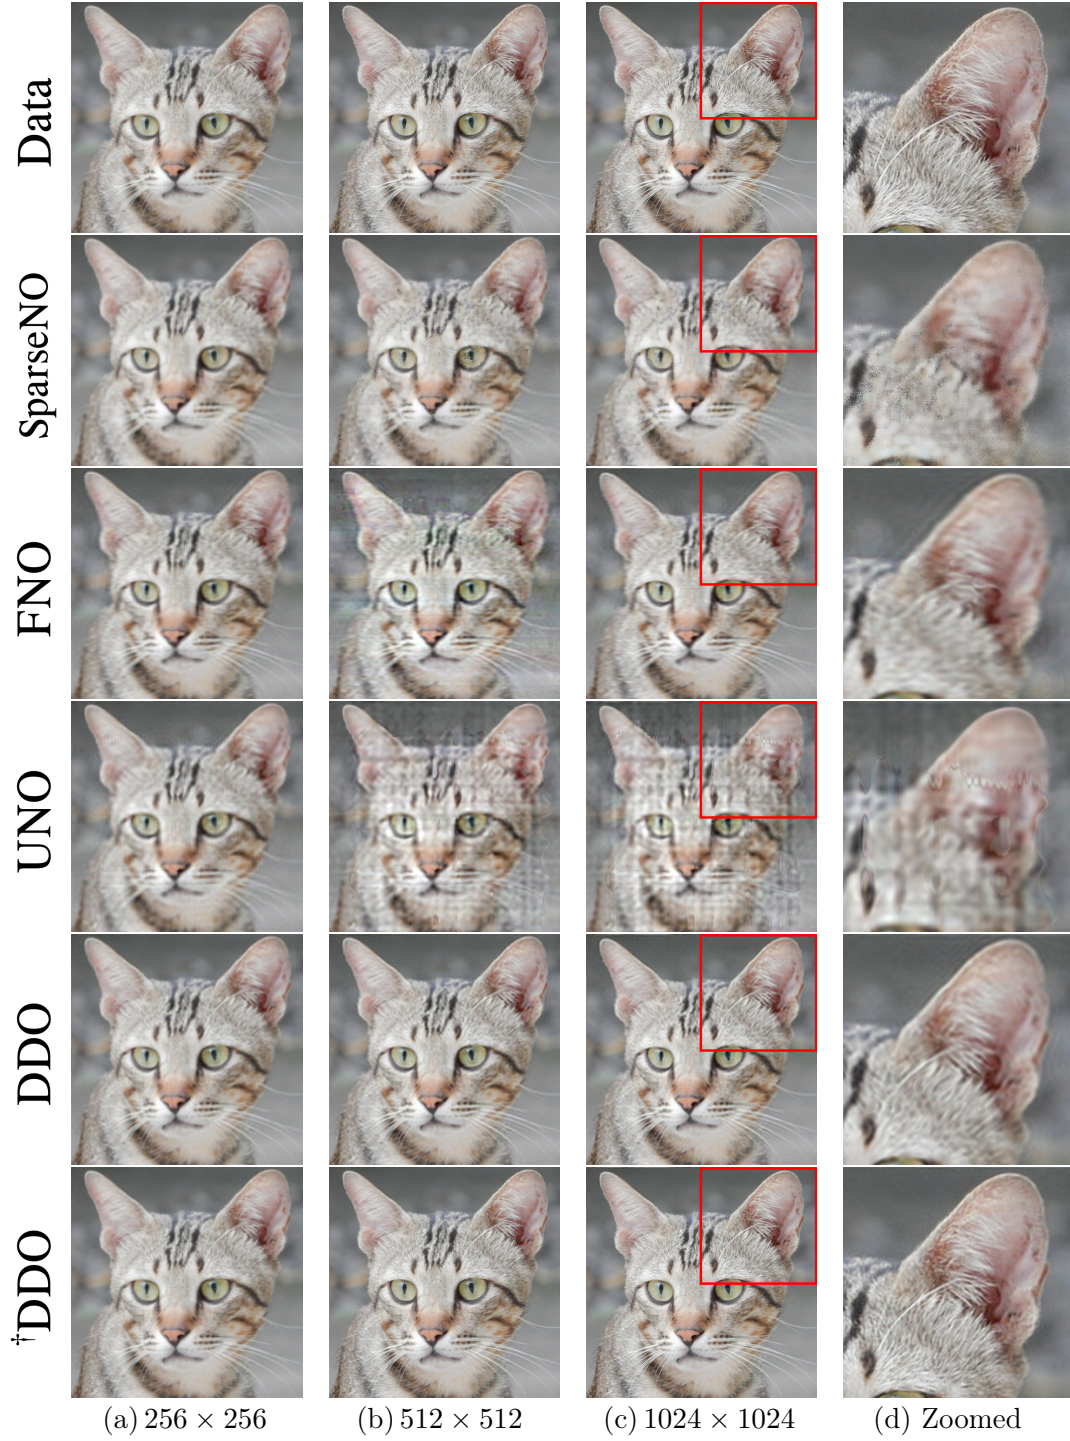 Data
SparseNO
FNO
UNO
DDO
†DDO
(a) 256 × 256
(b) 512 × 512
(c) 1024 × 1024
(d) Zoomed